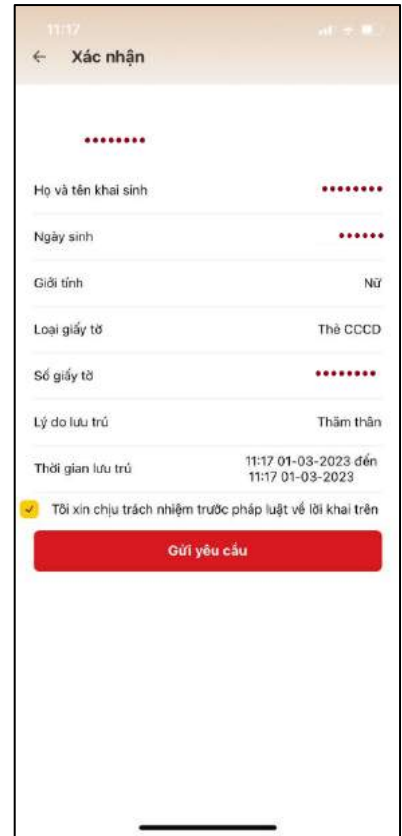 11:17
Xác nhận
Họ và tên khai sinh
Ngày sinh
Giới tính Nữ
Loại giấy tờ Thẻ CCCD
Số giấy tờ
Lý do lưu trú Thăm thân
Thời gian lưu trú 11:17 01-03-2023 đến
11:17 01-03-2023
Tôi xin chịu trách nhiệm trước pháp luật về lời khai trên
Gửi yêu cầu